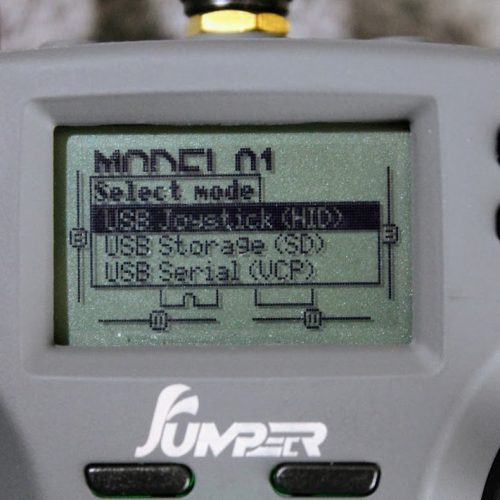 MODEL01
Select mode
USB Joystick (HID)
USB Storage (SD)
USB Serial (VCP)
JUMPER